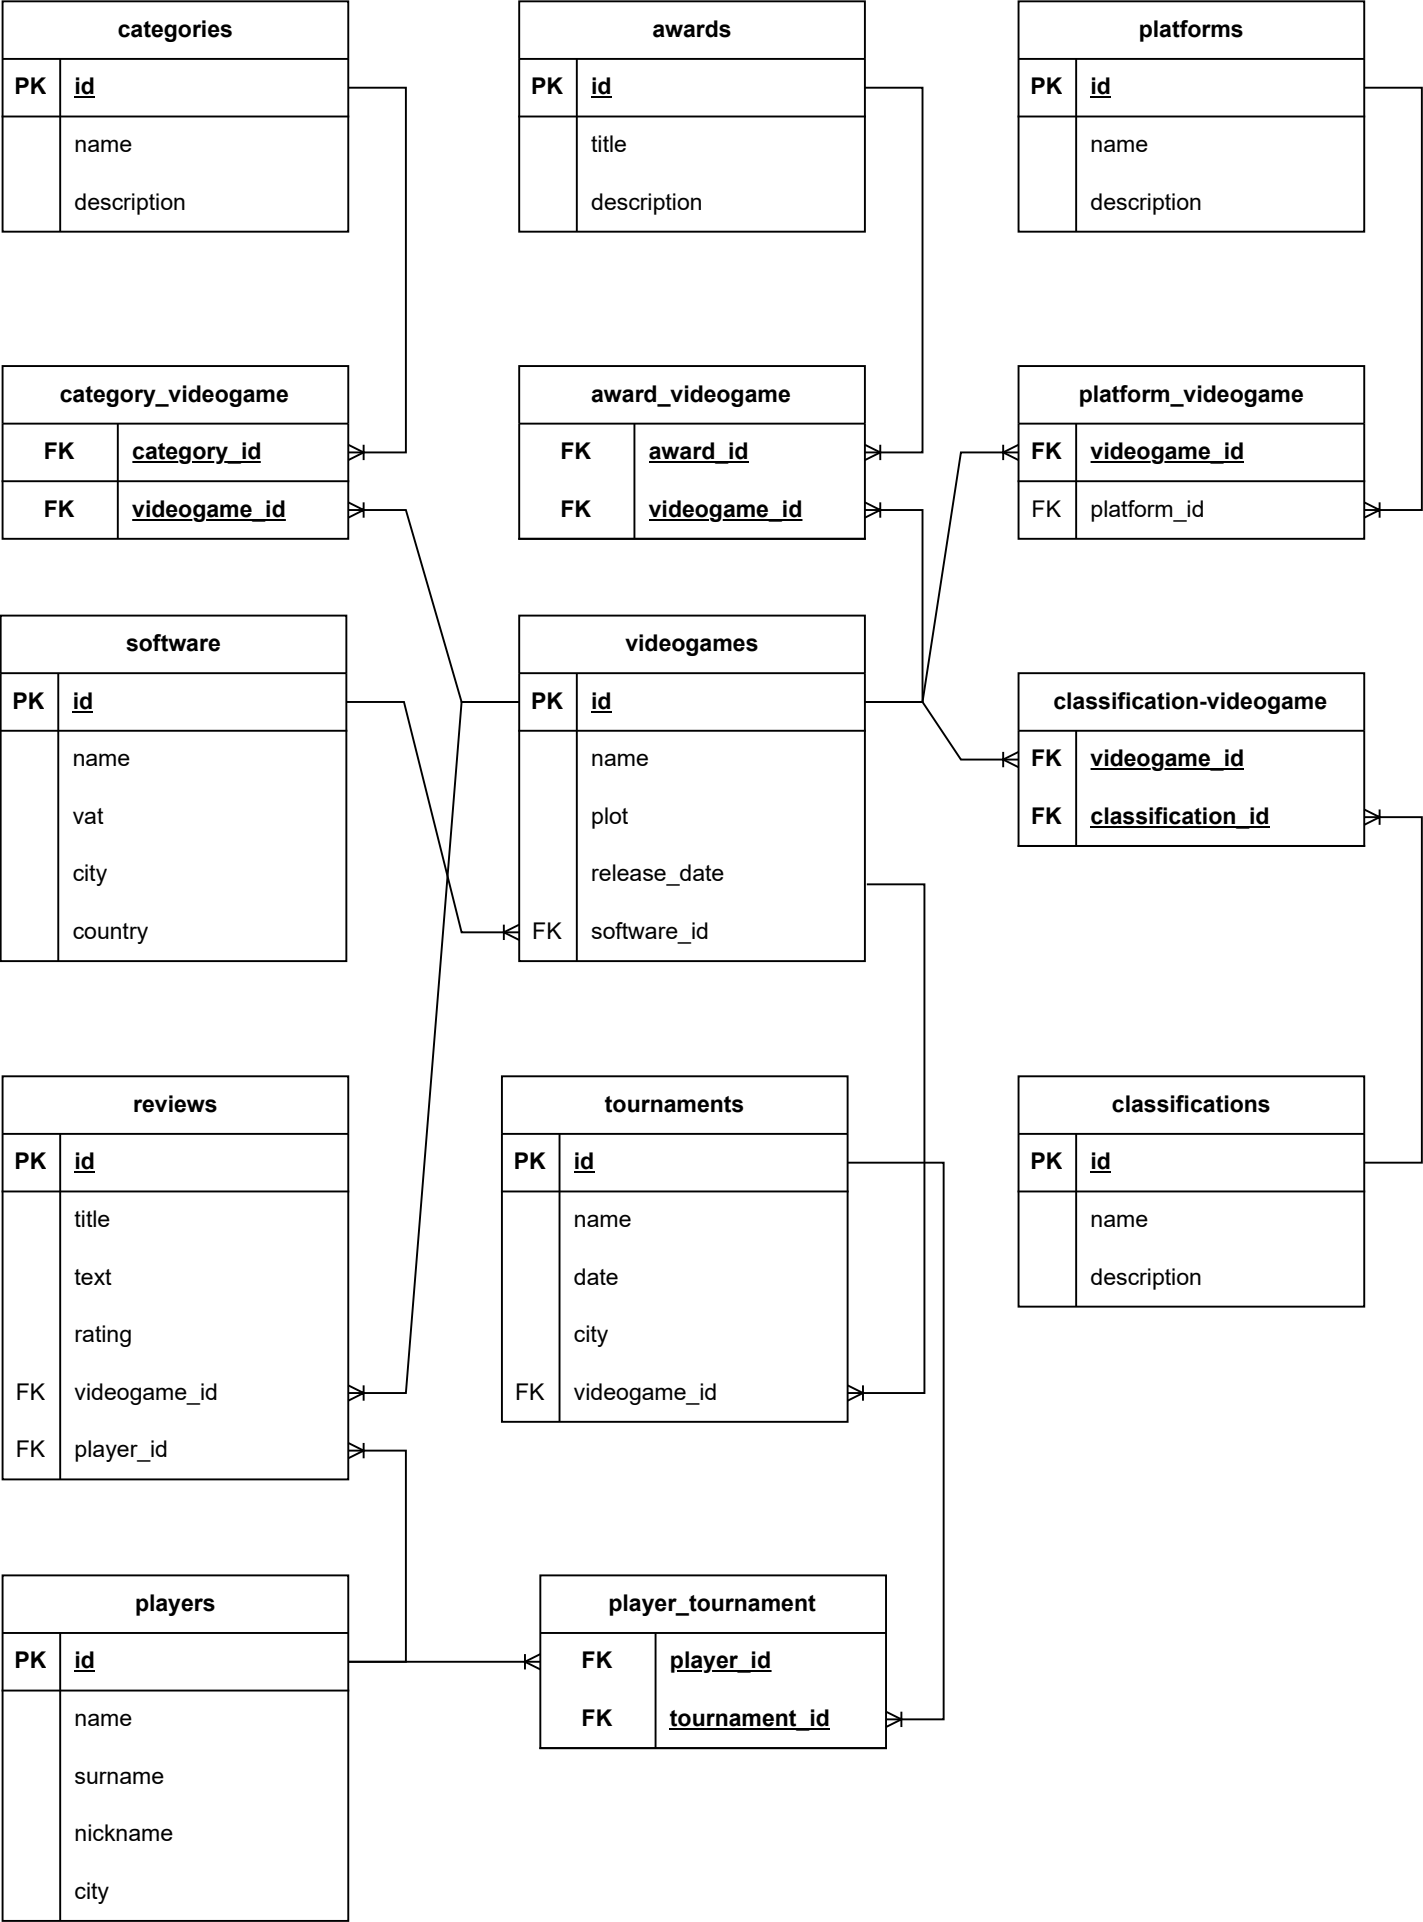 categories
PK id
name
description
awards
PK id
title
description
platforms
PK id
name
description
category_videogame
FK category_id
FK videogame_id
award_videogame
FK award_id
FK videogame_id
platform_videogame
FK videogame_id
FK platform_id
software
PK id
name
vat
city
country
videogames
PK id
name
plot
release_date
FK software_id
classification-videogame
FK videogame_id
FK classification_id
reviews
PK id
title
text
rating
FK videogame_id
FK player_id
tournaments
PK id
name
date
city
FK videogame_id
classifications
PK id
name
description
players
PK id
name
surname
nickname
city
player_tournament
FK player_id
FK tournament_id